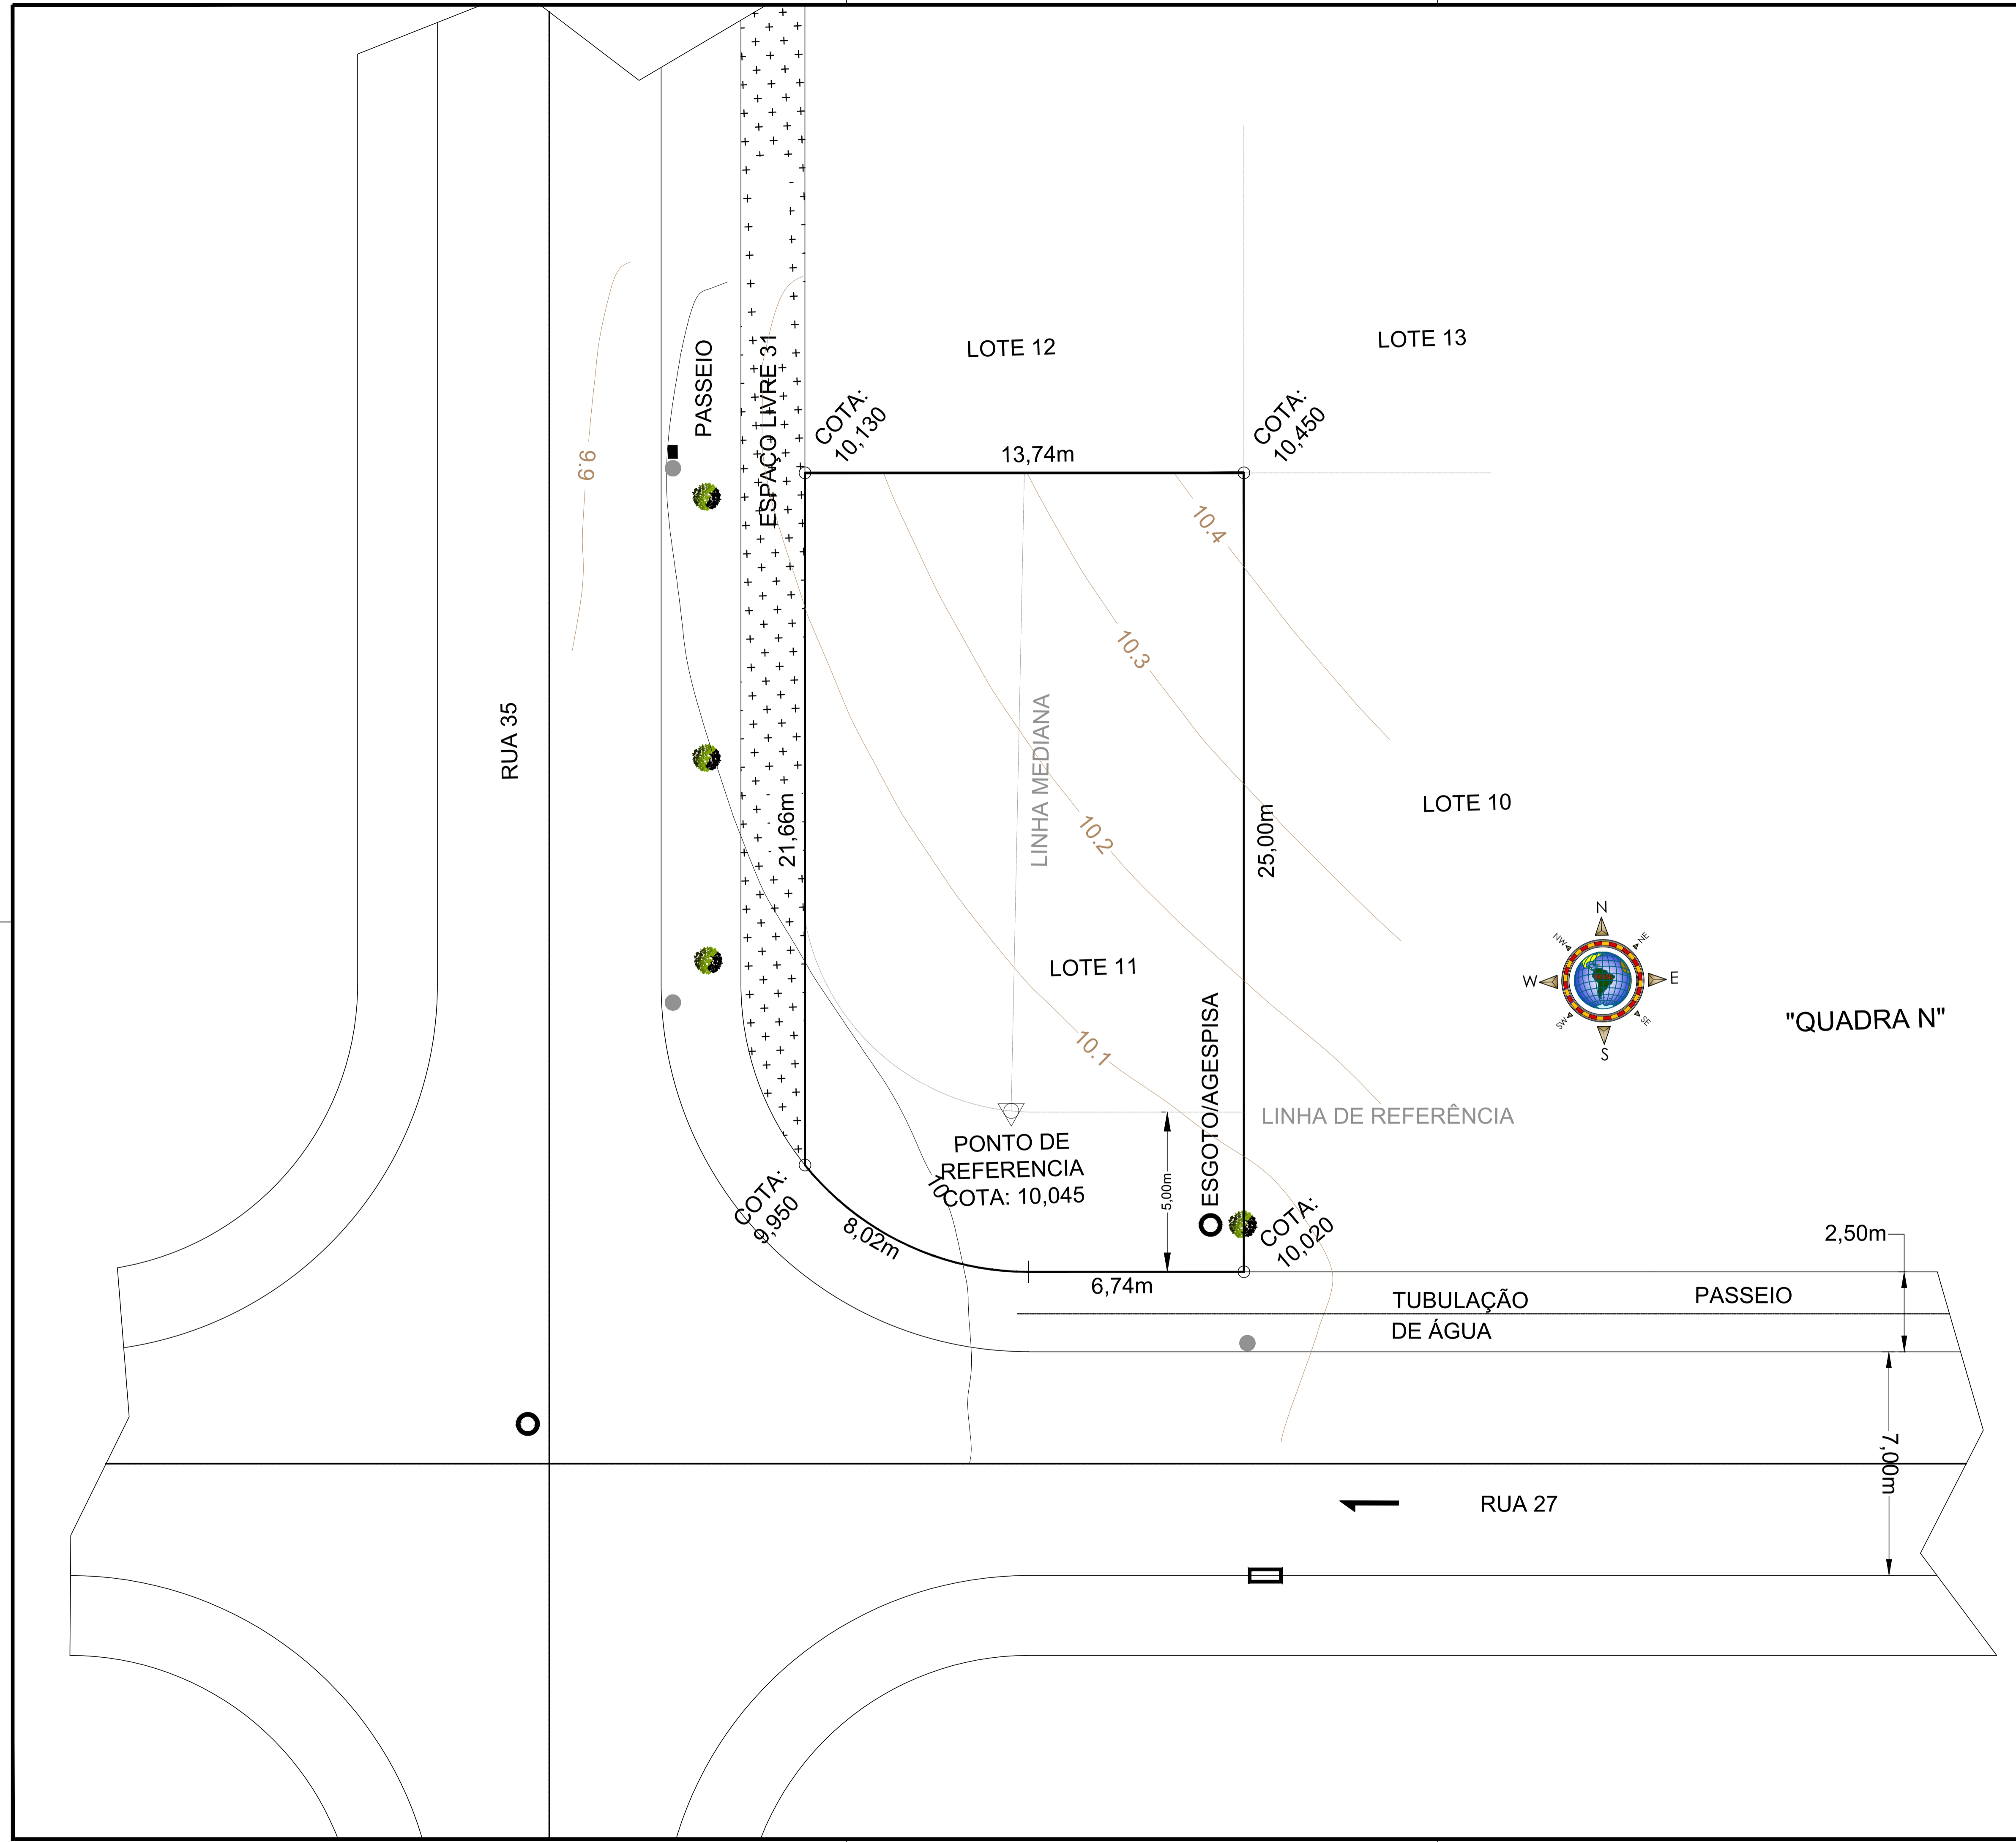 LOTE 12
LOTE 13
PASSEIO
ESPAÇO LIVRE 31
COTA:
10,130
COTA:
10,450
13,74m
9.9
10.4
10.3
RUA 35
LINHA MEDIANA
21,66m
10.2
25,00m
LOTE 10
N
NW
NE
W
E
SW
SE
S
LOTE 11
"QUADRA N"
10.1
ESGOTO/AGESPISA
LINHA DE REFERÊNCIA
PONTO DE
REFERENCIA
COTA: 10,045
10
5,00m
COTA:
9,950
8,02m
COTA:
10,020
6,74m
2,50m
TUBULAÇÃO
DE ÁGUA
PASSEIO
7,00m
RUA 27